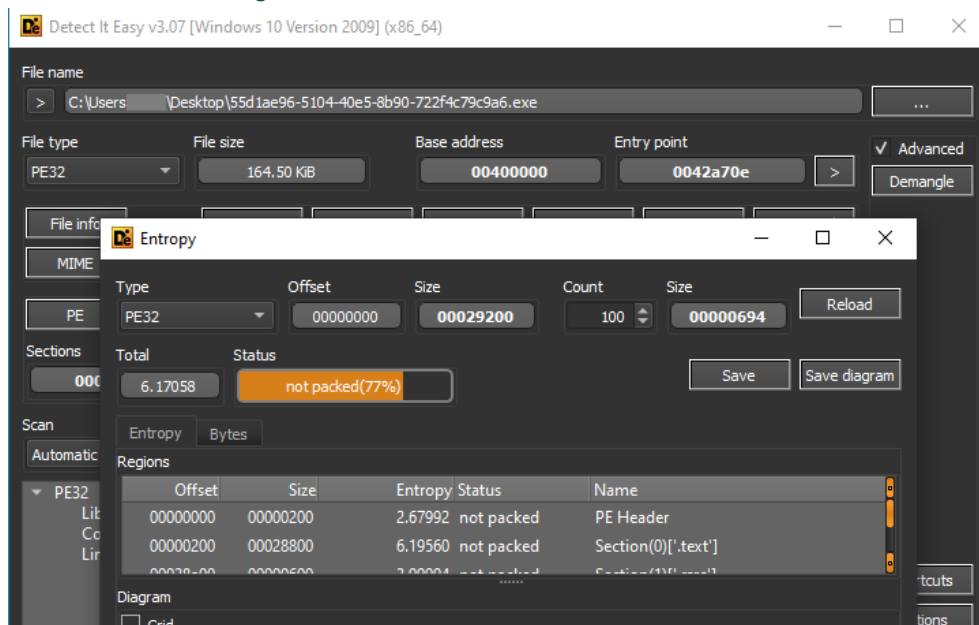 Detect It Easy v3.07 [Windows 10 Version 2009] (x86_64)
File name
> C:\Users \Desktop\55d1ae96-5104-40e5-8b90-722f4c79c9a6.exe ...
File type File size Base address Entry point Advanced
PE32 164.50 KiB 00400000 0042a70e > Demangle
File info
Entropy
MIME
Type Offset Size Count Size
PE PE32 00000000 00029200 100 00000694 Reload
Sections Total Status
6.17058 not packed(77%) Save Save diagram
Scan
Entropy Bytes
Automatic
Regions
PE32 Offset Size Entropy Status Name
00000000 00000200 2.67992 not packed PE Header
00000200 00028800 6.19560 not packed Section(0)['.text']
Diagram